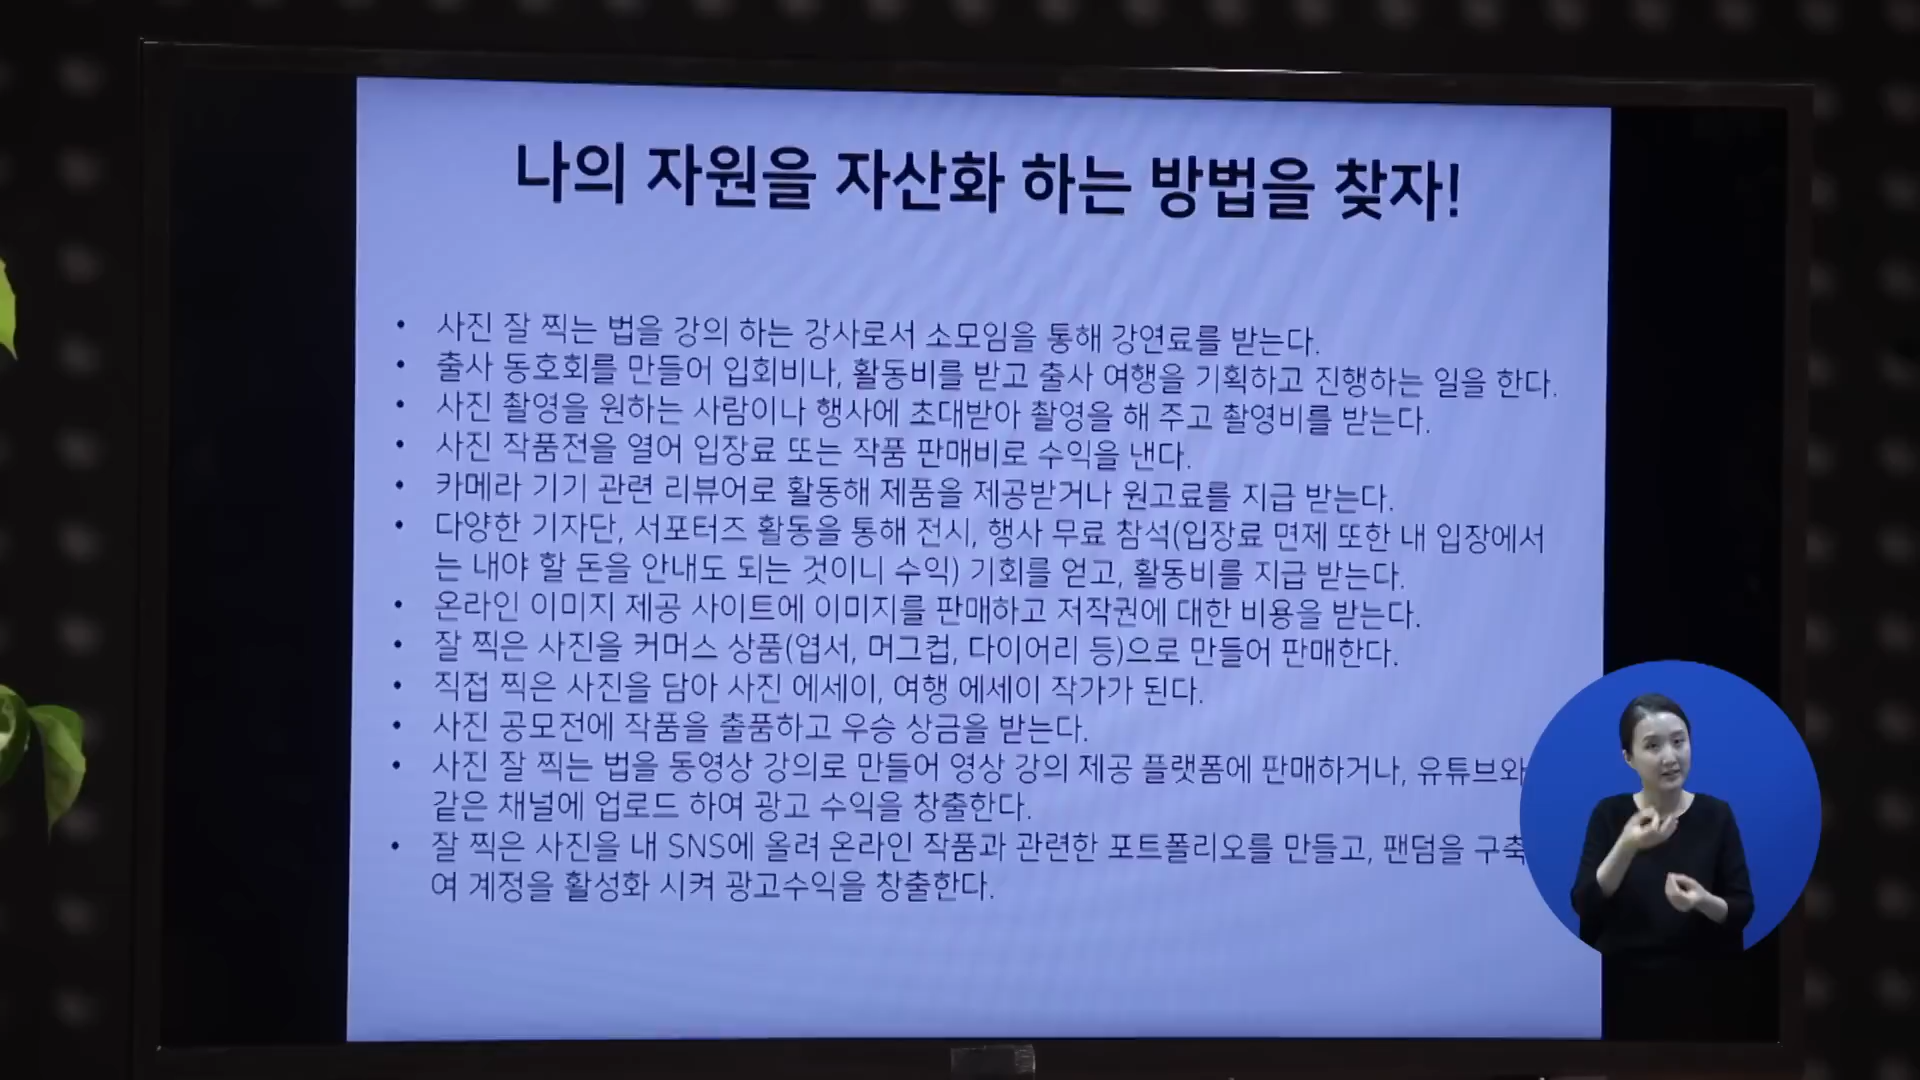 나의 자원을 자산화 하는 방법을 찾자!
• 사진 잘 찍는 법을 강의 하는 강사로서 소모임을 통해 강연료를 받는다.
• 출사 동호회를 만들어 입회비나, 활동비를 받고 출사 여행을 기획하고 진행하는 일을 한다.
• 사진 촬영을 원하는 사람이나 행사에 초대받아 촬영을 해 주고 촬영비를 받는다.
• 사진 작품전을 열어 입장료 또는 작품 판매비로 수익을 낸다.
• 카메라 기기 관련 리뷰어로 활동해 제품을 제공받거나 원고료를 지급 받는다.
• 다양한 기자단, 서포터즈 활동을 통해 전시, 행사 무료 참석(입장료 면제 또한 내 입장에서
는 내야 할 돈을 안내도 되는 것이니 수익) 기회를 얻고, 활동비를 지급 받는다.
• 온라인 이미지 제공 사이트에 이미지를 판매하고 저작권에 대한 비용을 받는다.
• 잘 찍은 사진을 커머스 상품(엽서, 머그컵, 다이어리 등)으로 만들어 판매한다.
• 직접 찍은 사진을 담아 사진 에세이, 여행 에세이 작가가 된다.
• 사진 공모전에 작품을 출품하고 우승 상금을 받는다.
• 사진 잘 찍는 법을 동영상 강의로 만들어 영상 강의 제공 플랫폼에 판매하거나, 유튜브와
같은 채널에 업로드 하여 광고 수익을 창출한다.
• 잘 찍은 사진을 내 SNS에 올려 온라인 작품과 관련한 포트폴리오를 만들고, 팬덤을 구축
여 계정을 활성화 시켜 광고수익을 창출한다.